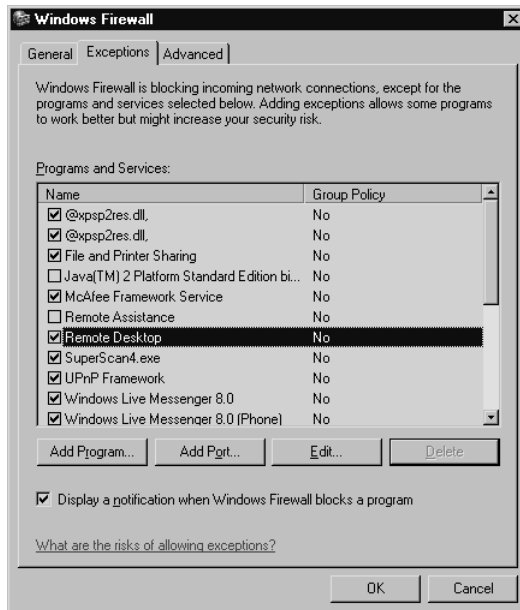 Windows Firewall
General Exceptions Advanced
Windows Firewall is blocking incoming network connections, except for the
programs and services selected below. Adding exceptions allows some programs
to work better but might increase your security risk.
Programs and Services:
Name Group Policy
@xpsp2res.dll, No
@xpsp2res.dll, No
File and Printer Sharing No
Java(TM) 2 Platform Standard Edition bi... No
McAfee Framework Service No
Remote Assistance No
Remote Desktop No
SuperScan4.exe No
UPnP Framework No
Windows Live Messenger 8.0 No
Windows Live Messenger 8.0 (Phone) No
Add Program... Add Port... Edit... Delete
Display a notification when Windows Firewall blocks a program
What are the risks of allowing exceptions?
OK Cancel